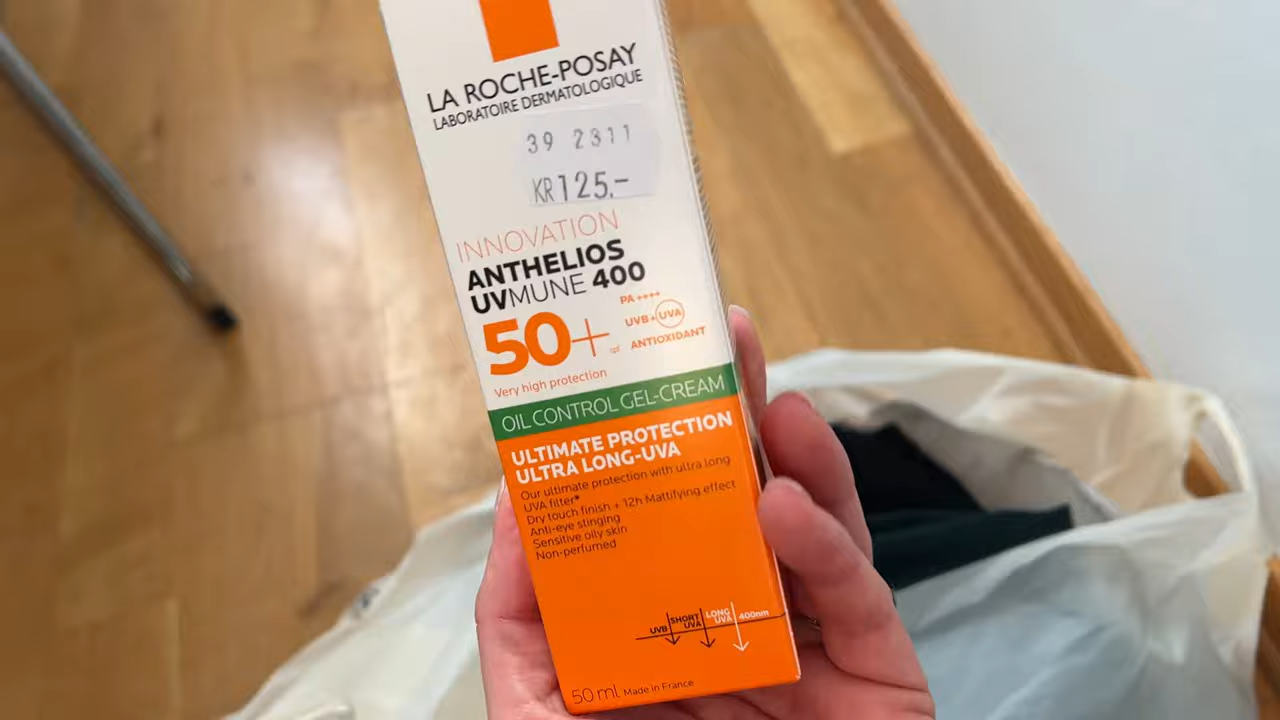 LA ROCHE-POSAY
LABORATOIRE DERMATOLOGIQUE
39 2311
KR125.-
INNOVATION
ANTHELIOS
UVMUNE 400
50+
PA ++++
UVB+UVA
ANTIOXIDANT
Very high protection
OIL CONTROL GEL-CREAM
ULTIMATE PROTECTION
ULTRA LONG-UVA
Our ultimate protection with ultra long
UVA filter*
Dry touch finish + 12h Mattifying effect
Anti-eye stinging
Sensitive oily skin
Non-perfumed
UVB
SHORT UVA
LONG UVA
400nm
50 ml Made in France